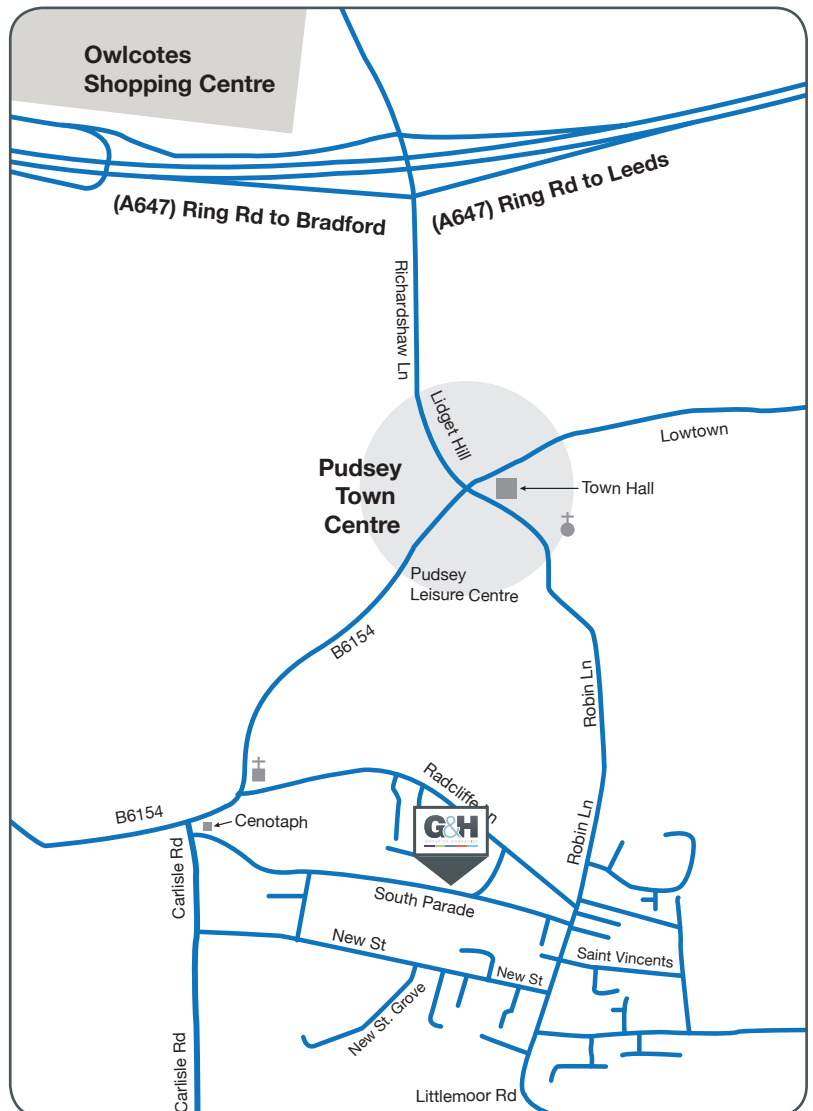 Owlcotes
Shopping Centre
(A647) Ring Rd to Bradford
(A647) Ring Rd to Leeds
Richardshaw Ln
Lidget Hill
Lowtown
Pudsey
Town
Centre
Town Hall
Pudsey
Leisure Centre
B6154
Robin Ln
Radcliffe Ln
G&H
B6154
Cenotaph
Robin Ln
Carlisle Rd
South Parade
New St
Saint Vincents
New St
New St. Grove
Carlisle Rd
Littlemoor Rd